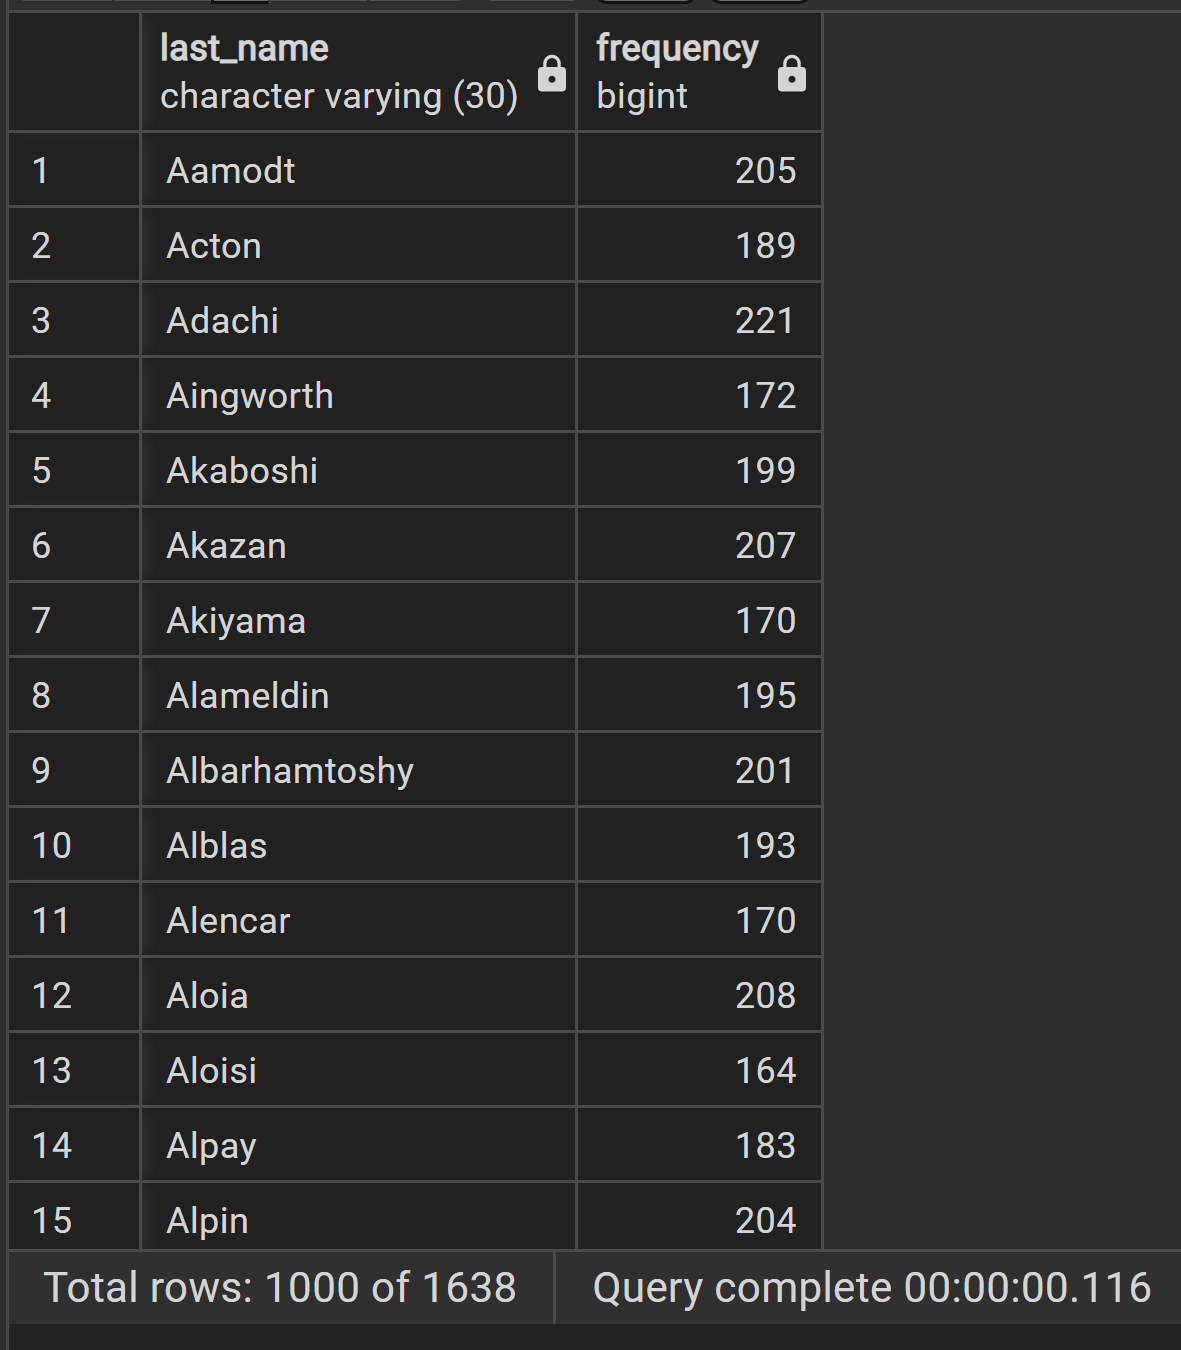 last_name frequency
character varying (30) bigint
1 Aamodt 205
2 Acton 189
3 Adachi 221
4 Aingworth 172
5 Akaboshi 199
6 Akazan 207
7 Akiyama 170
8 Alameldin 195
9 Albarhamtoshy 201
10 Alblas 193
11 Alencar 170
12 Aloia 208
13 Aloisi 164
14 Alpay 183
15 Alpin 204
Total rows: 1000 of 1638 Query complete 00:00:00.116